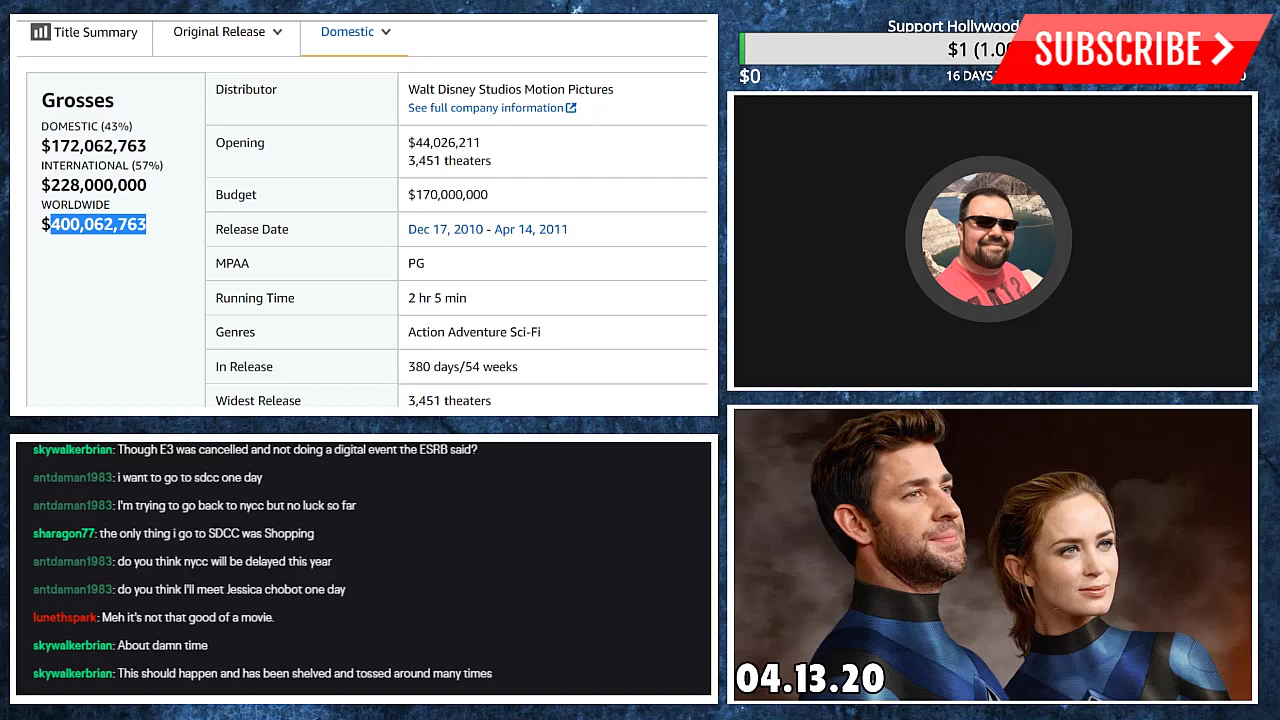 Title Summary
Original Release
Domestic
Grosses
DOMESTIC (43%)
$172,062,763
INTERNATIONAL (57%)
$228,000,000
WORLDWIDE
$400,062,763
Distributor
Walt Disney Studios Motion Pictures
See full company information
Opening
$44,026,211
3,451 theaters
Budget
$170,000,000
Release Date
Dec 17, 2010 - Apr 14, 2011
MPAA
PG
Running Time
2 hr 5 min
Genres
Action Adventure Sci-Fi
In Release
380 days/54 weeks
Widest Release
3,451 theaters
Support Hollywood
$1 (1.0
$0
16 DAYS
0
SUBSCRIBE
skywalkerbrian: Though E3 was cancelled and not doing a digital event the ESRB said?
antdaman1983: i want to go to sdcc one day
antdaman1983: I'm trying to go back to nycc but no luck so far
sharagon77: the only thing i go to SDCC was Shopping
antdaman1983: do you think nycc will be delayed this year
antdaman1983: do you think I'll meet Jessica chobot one day
lunethspark: Meh it's not that good of a movie.
skywalkerbrian: About damn time
skywalkerbrian: This should happen and has been shelved and tossed around many times
04.13.20